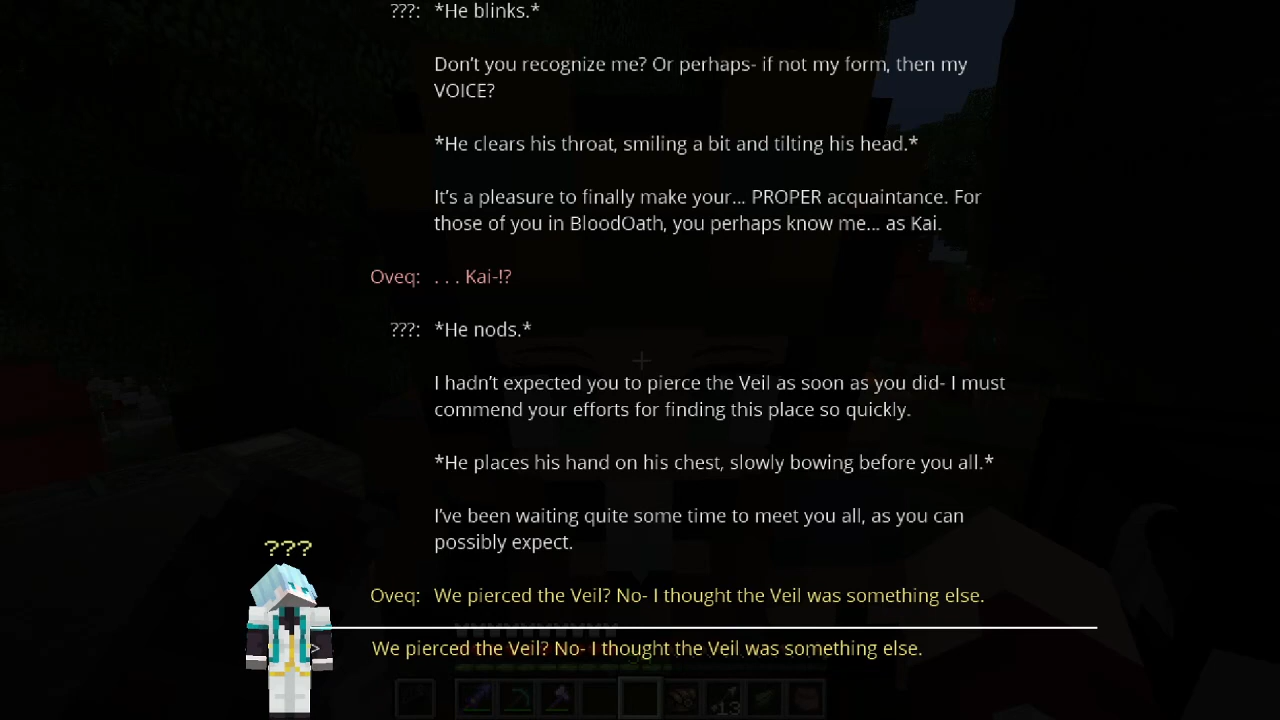 ???: *He blinks.*
Don't you recognize me? Or perhaps- if not my form, then my
VOICE?
*He clears his throat, smiling a bit and tilting his head.*
It's a pleasure to finally make your... PROPER acquaintance. For
those of you in BloodOath, you perhaps know me... as Kai.
Oveq: . . . Kai-!?
???: *He nods.*
I hadn't expected you to pierce the Veil as soon as you did- I must
commend your efforts for finding this place so quickly.
*He places his hand on his chest, slowly bowing before you all.*
I've been waiting quite some time to meet you all, as you can
possibly expect.
???
Oveq: We pierced the Veil? No- I thought the Veil was something else.
> We pierced the Veil? No- I thought the Veil was something else.
13